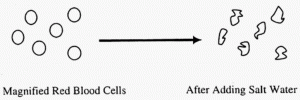 Magnified Red Blood Cells
After Adding Salt Water